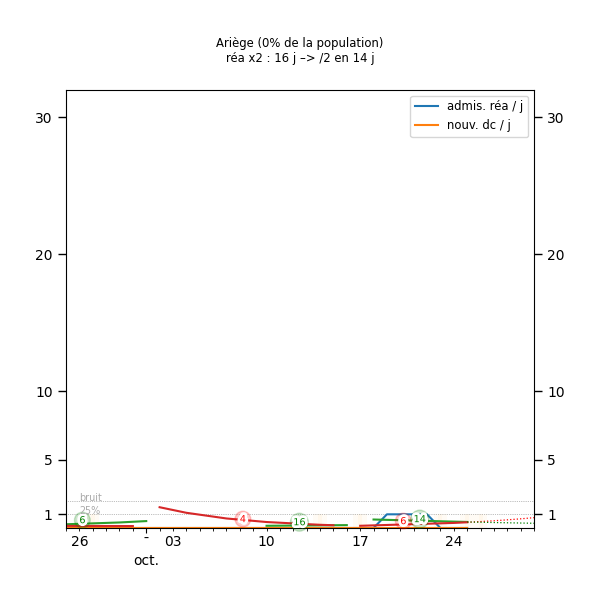 Ariège (0% de la population)
réa x2 : 16 j –> /2 en 14 j
admis. réa / j
nouv. dc / j
30 30
20 20
10 10
5 5
bruit
25%
1 1
6 4 16 6 14
26 - 03 10 17 24
oct.